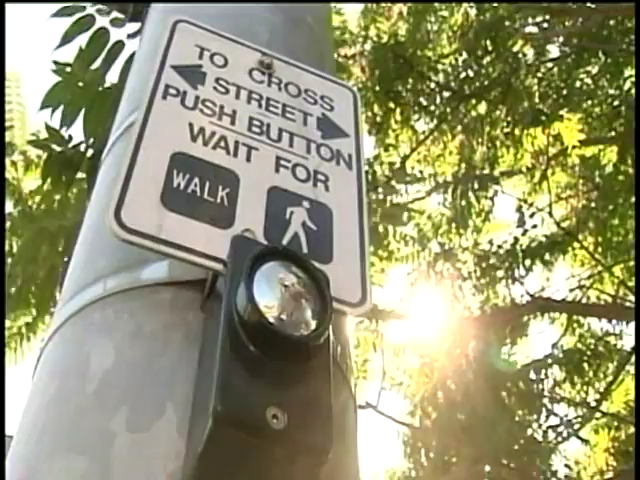 TO CROSS
STREET
PUSH BUTTON
WAIT FOR
WALK